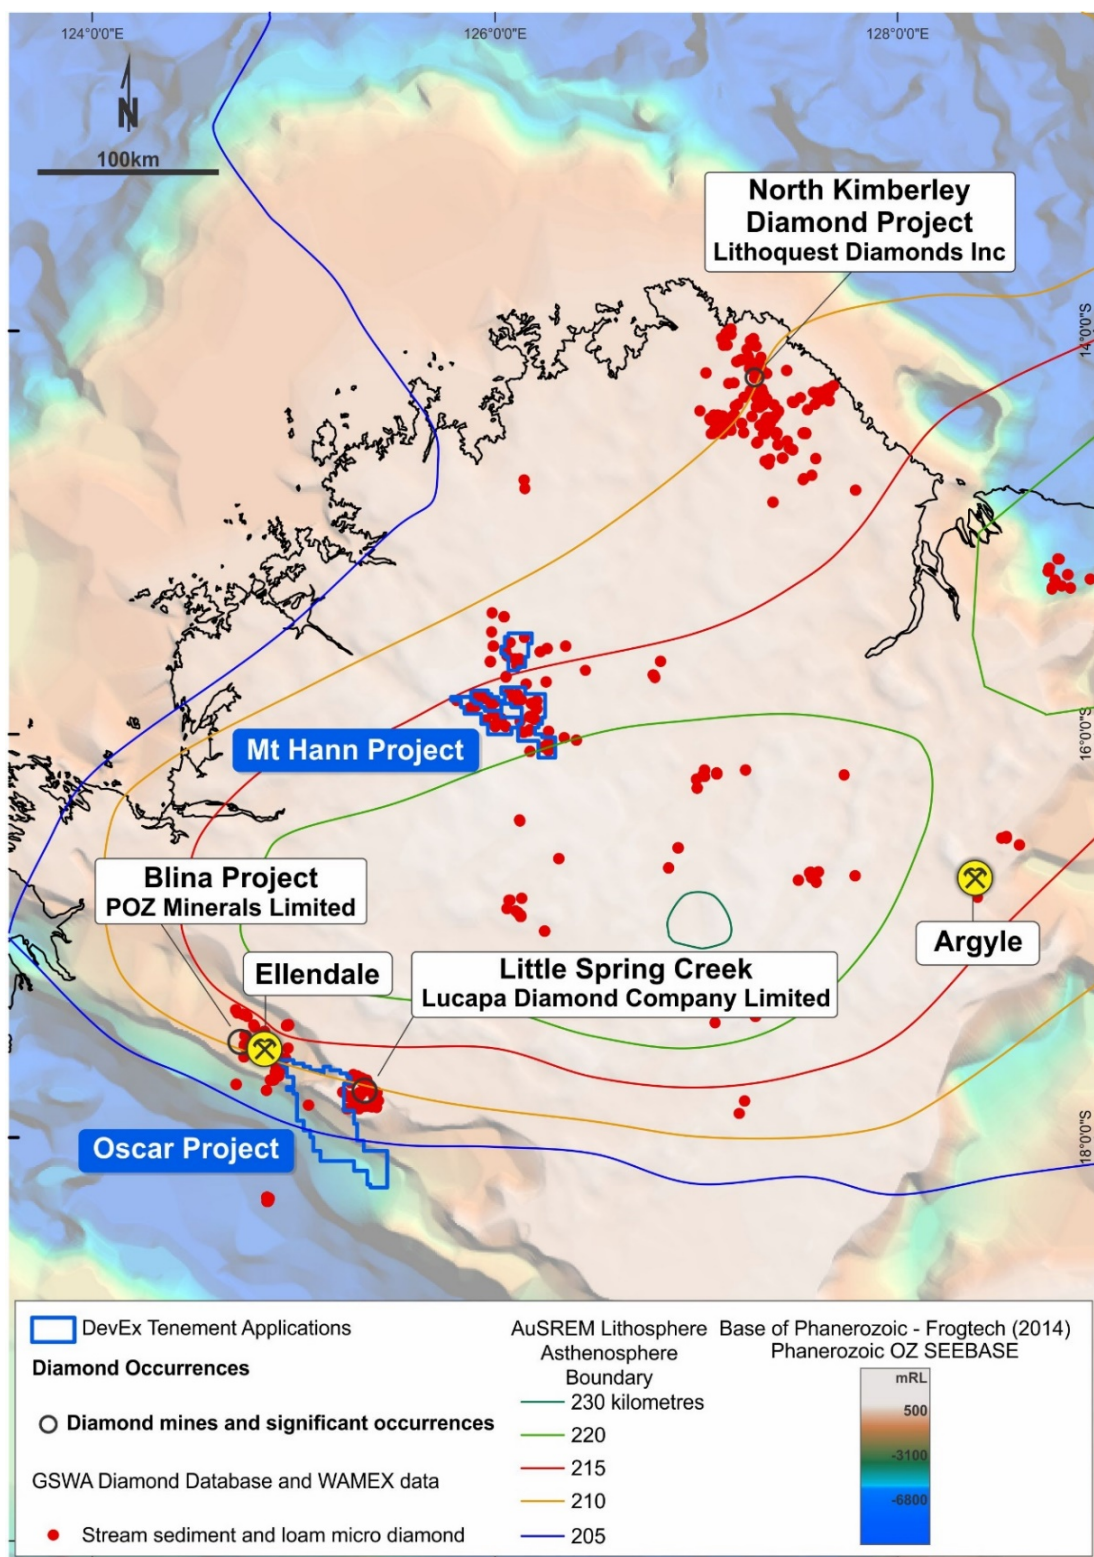 124°0'0"E
126°0'0"E
128°0'0"E
N
100km
North Kimberley
Diamond Project
Lithoquest Diamonds Inc
14°0'0"S
Mt Hann Project
16°0'0"S
Blina Project
POZ Minerals Limited
Ellendale
Little Spring Creek
Lucapa Diamond Company Limited
Argyle
Oscar Project
18°0'0"S
DevEx Tenement Applications
Diamond Occurrences
Diamond mines and significant occurrences
GSWA Diamond Database and WAMEX data
Stream sediment and loam micro diamond
AuSREM Lithosphere
Asthenosphere
Boundary
230 kilometres
220
215
210
205
Base of Phanerozoic - Frogtech (2014)
Phanerozoic OZ SEEBASE
mRL
500
-3100
-6800